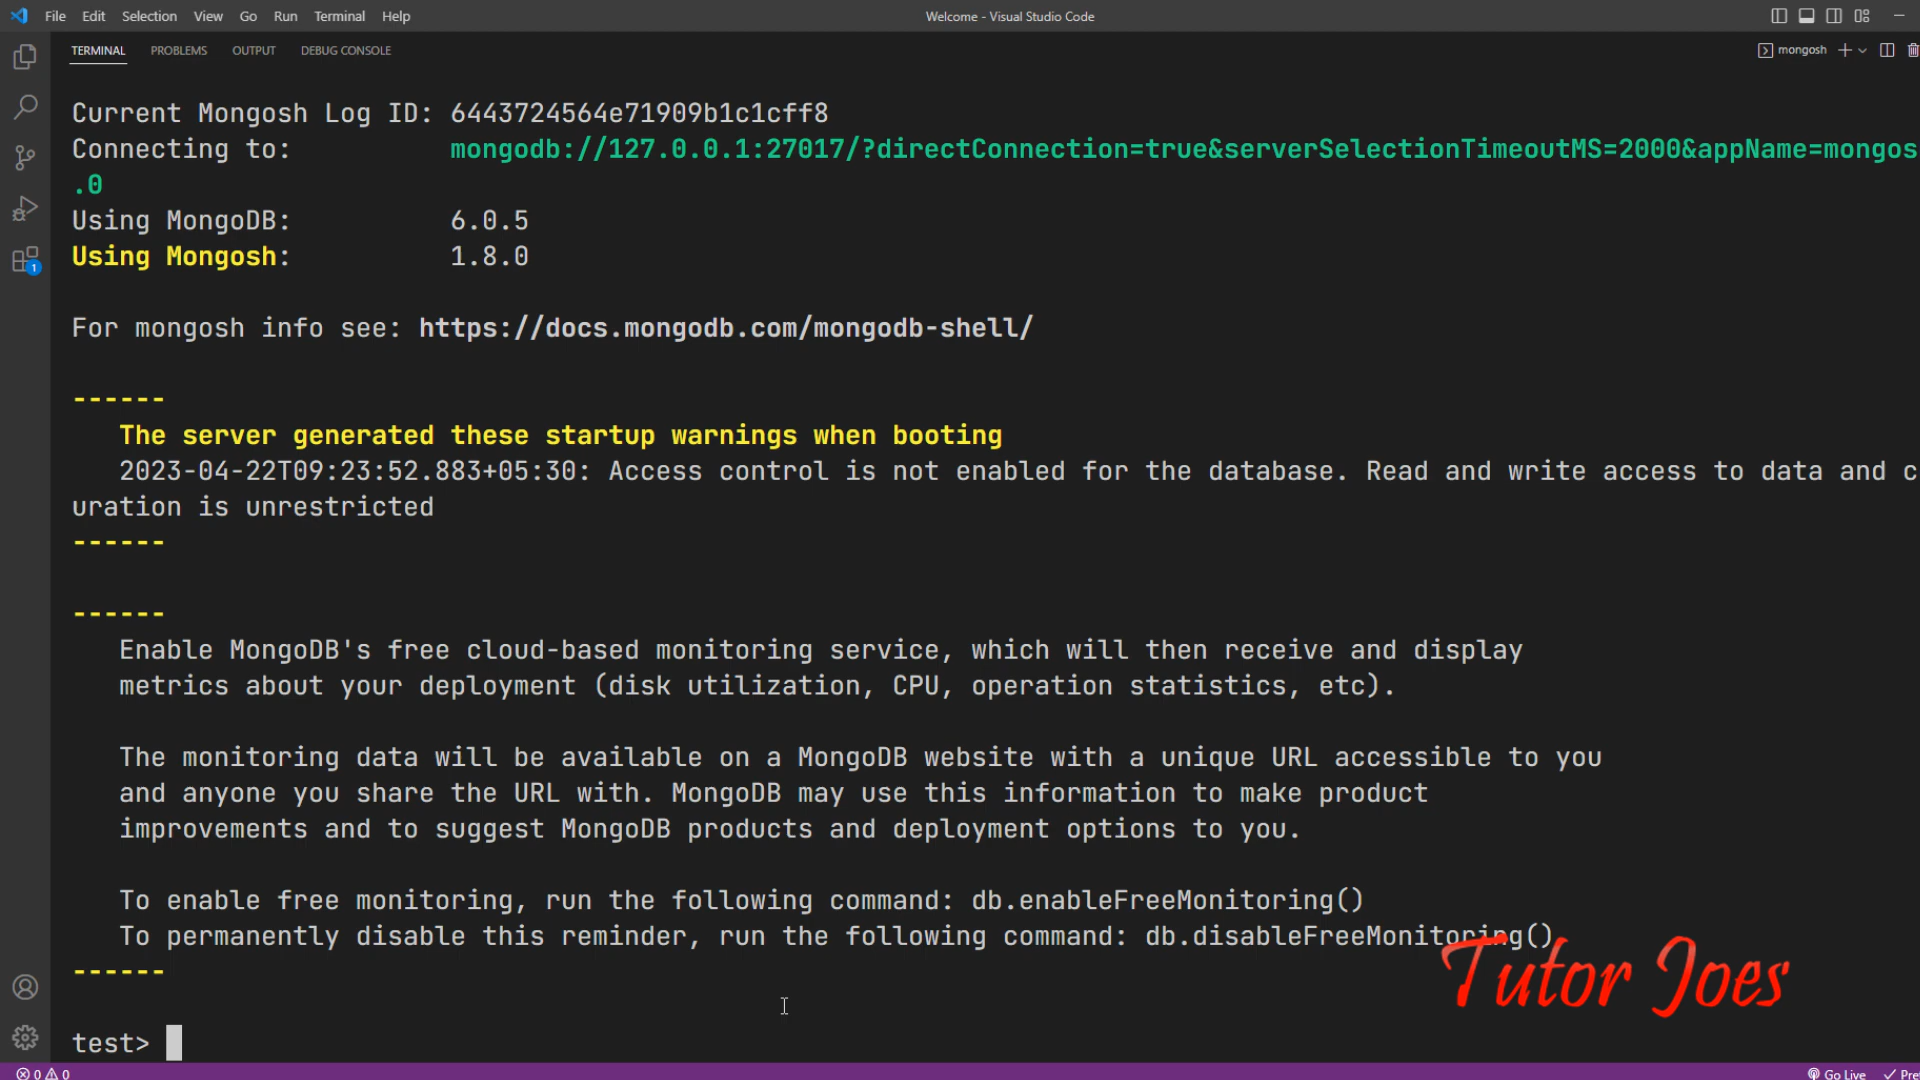 File Edit Selection View Go Run Terminal Help
Welcome - Visual Studio Code
TERMINAL PROBLEMS OUTPUT DEBUG CONSOLE
mongosh
Current Mongosh Log ID: 6443724564e71909b1c1cff8
Connecting to: mongodb://127.0.0.1:27017/?directConnection=true&serverSelectionTimeoutMS=2000&appName=mongos
.0
Using MongoDB: 6.0.5
Using Mongosh: 1.8.0
For mongosh info see: https://docs.mongodb.com/mongodb-shell/
------
The server generated these startup warnings when booting
2023-04-22T09:23:52.883+05:30: Access control is not enabled for the database. Read and write access to data and c
uration is unrestricted
------
------
Enable MongoDB's free cloud-based monitoring service, which will then receive and display
metrics about your deployment (disk utilization, CPU, operation statistics, etc).
The monitoring data will be available on a MongoDB website with a unique URL accessible to you
and anyone you share the URL with. MongoDB may use this information to make product
improvements and to suggest MongoDB products and deployment options to you.
To enable free monitoring, run the following command: db.enableFreeMonitoring()
To permanently disable this reminder, run the following command: db.disableFreeMonitoring()
------
Tutor Joes
test>
1
0 0
Go Live
Pre